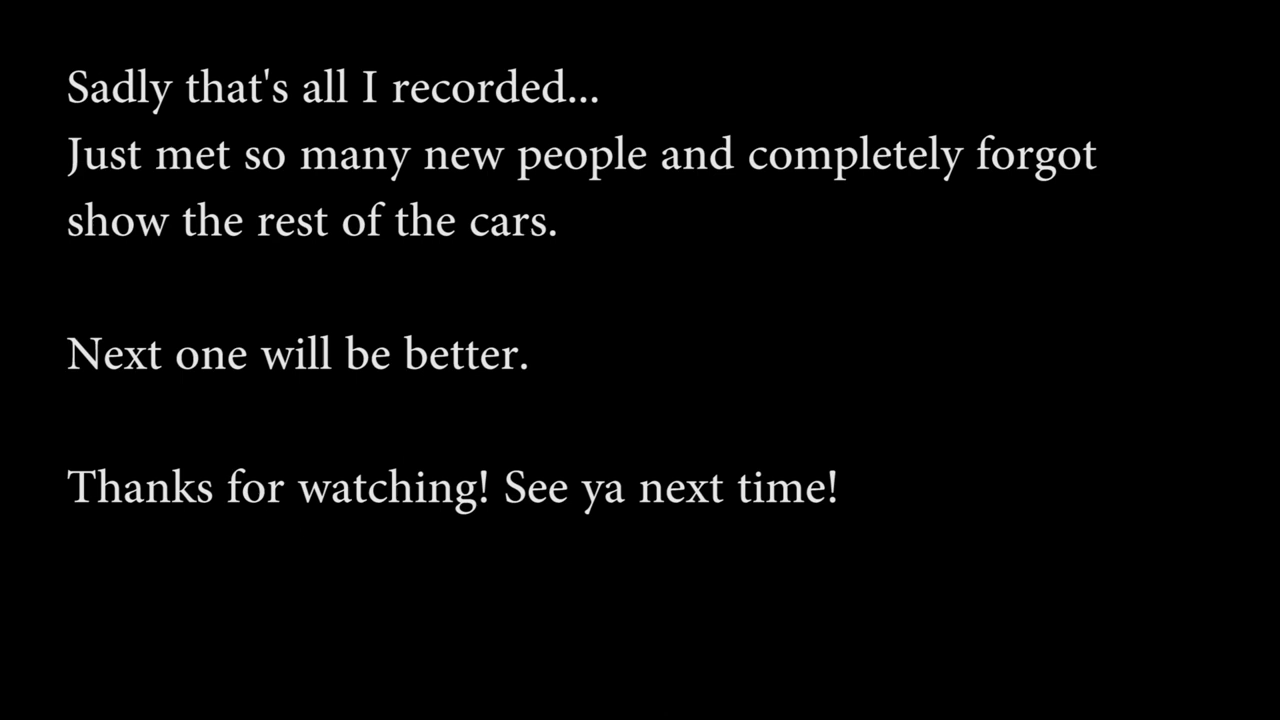 Sadly that's all I recorded...
Just met so many new people and completely forgot
show the rest of the cars.
Next one will be better.
Thanks for watching! See ya next time!